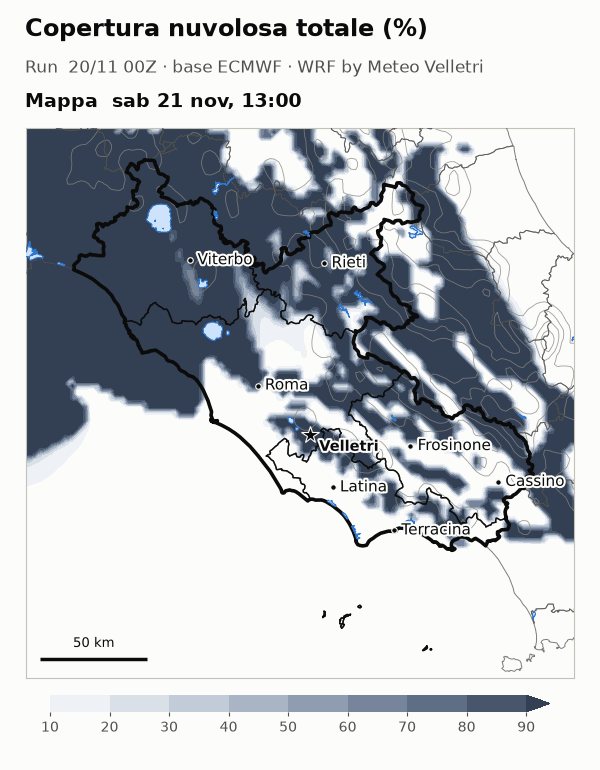 Copertura nuvolosa totale (%)
Run  20/11 00Z · base ECMWF · WRF by Meteo Velletri
Mappa  sab 21 nov, 13:00
Viterbo
Rieti
Roma
Velletri
Frosinone
Cassino
Latina
Terracina
50 km
10 20 30 40 50 60 70 80 90